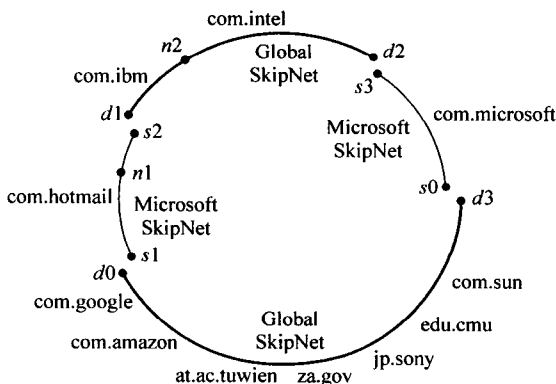 com.intel
n2
Global
SkipNet
d2
s3
com.ibm
com.microsoft
d1
s2
Microsoft
SkipNet
n1
com.hotmail
Microsoft
SkipNet
s0
d3
s1
d0
com.google
com.sun
Global
SkipNet
com.amazon
edu.cmu
jp.sony
at.ac.tuwien za.gov